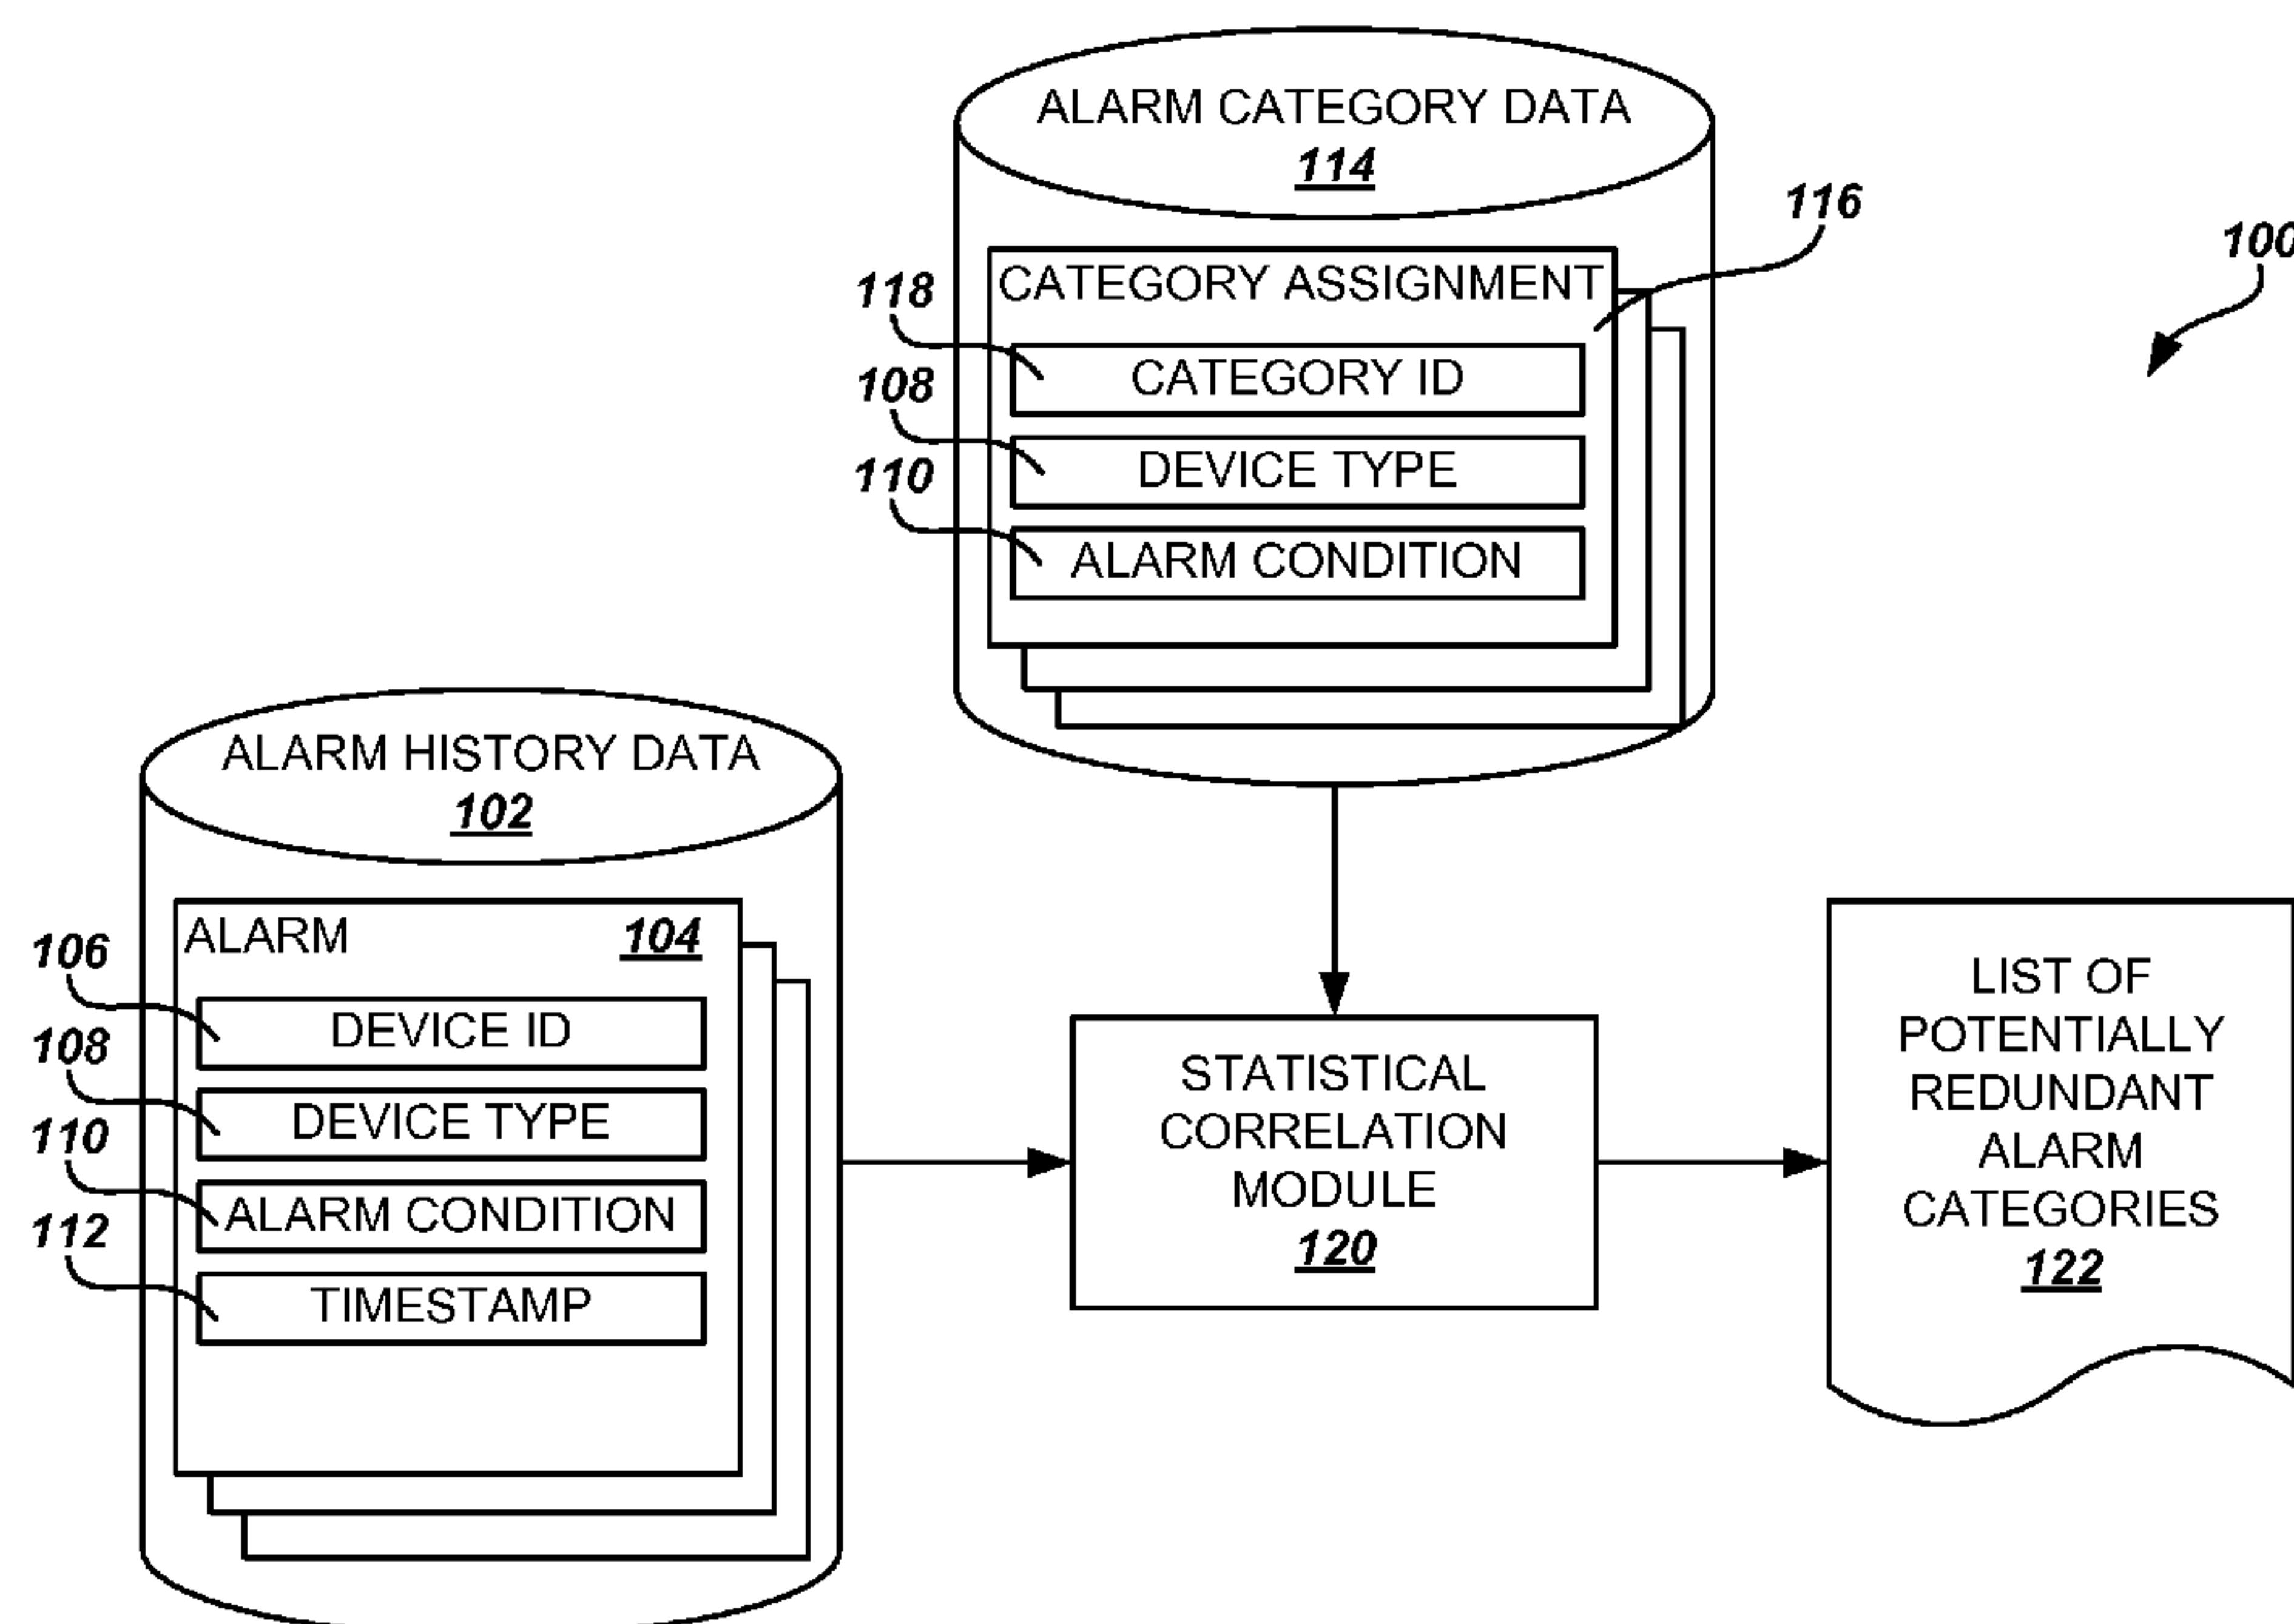 ALARM CATEGORY DATA
114
116
100
CATEGORY ASSIGNMENT
118
CATEGORY ID
108
DEVICE TYPE
110
ALARM CONDITION
ALARM HISTORY DATA
102
ALARM 104
106
DEVICE ID
108
DEVICE TYPE
110
ALARM CONDITION
112
TIMESTAMP
STATISTICAL
CORRELATION
MODULE
120
LIST OF
POTENTIALLY
REDUNDANT
ALARM
CATEGORIES
122